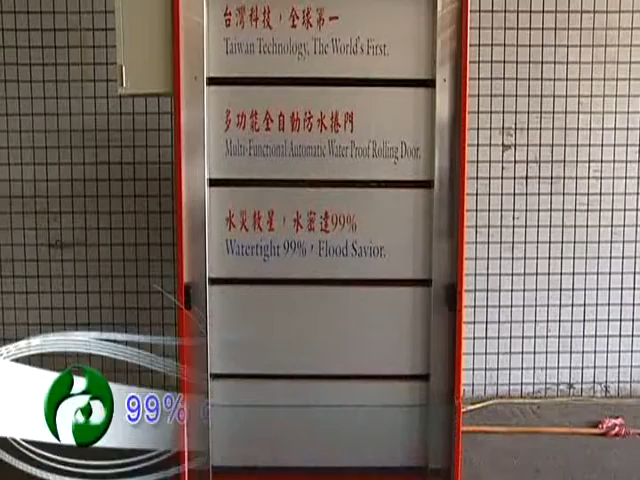 台灣科技，全球第一
Taiwan Technology, The World's First.
多功能全自動防水捲門
Multi-Functional Automatic Water Proof Rolling Door.
水災救星，水密達99%
Watertight 99%，Flood Savior.
99%